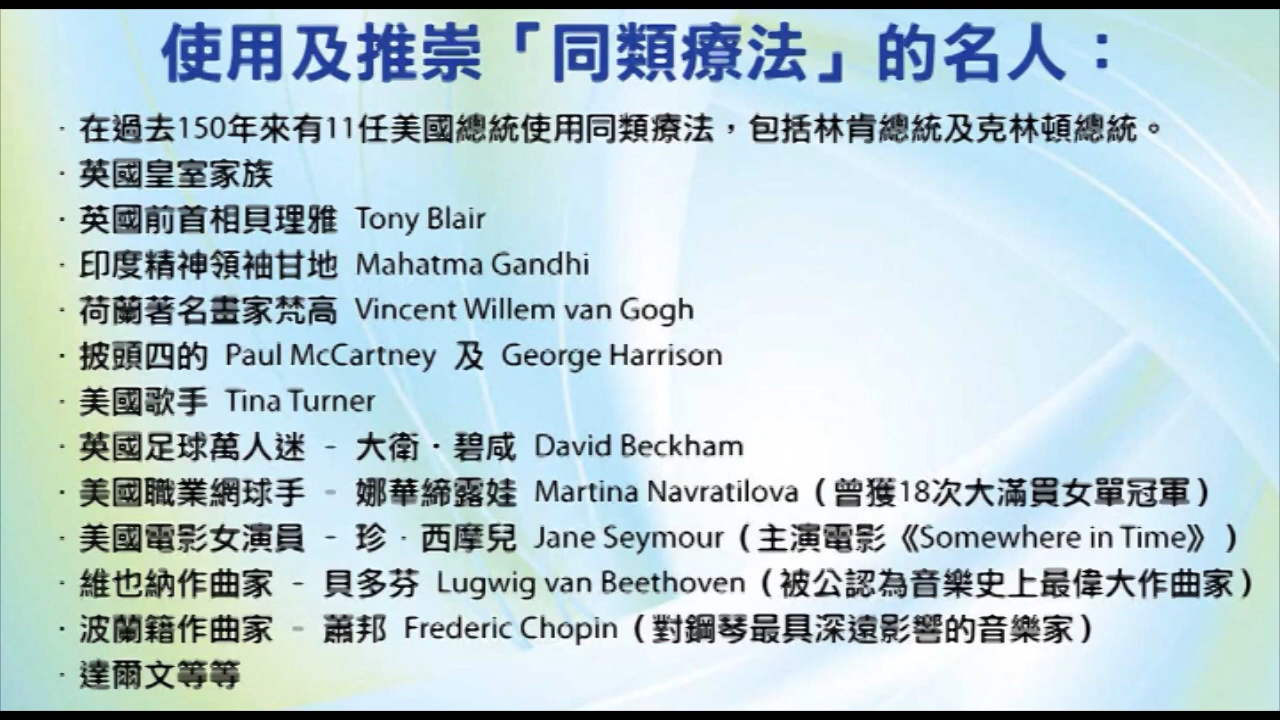 使用及推崇「同類療法」的名人：
· 在過去150年來有11任美國總統使用同類療法，包括林肯總統及克林頓總統。
· 英國皇室家族
· 英國前首相貝理雅 Tony Blair
· 印度精神領袖甘地 Mahatma Gandhi
· 荷蘭著名畫家梵高 Vincent Willem van Gogh
· 披頭四的 Paul McCartney 及 George Harrison
· 美國歌手 Tina Turner
· 英國足球萬人迷 - 大衛·碧咸 David Beckham
· 美國職業網球手 - 娜華締露娃 Martina Navratilova（曾獲18次大滿貫女單冠軍）
· 美國電影女演員 - 珍·西摩兒 Jane Seymour（主演電影《Somewhere in Time》）
· 維也納作曲家 - 貝多芬 Lugwig van Beethoven（被公認為音樂史上最偉大作曲家）
· 波蘭籍作曲家 - 蕭邦 Frederic Chopin（對鋼琴最具深遠影響的音樂家）
· 達爾文等等